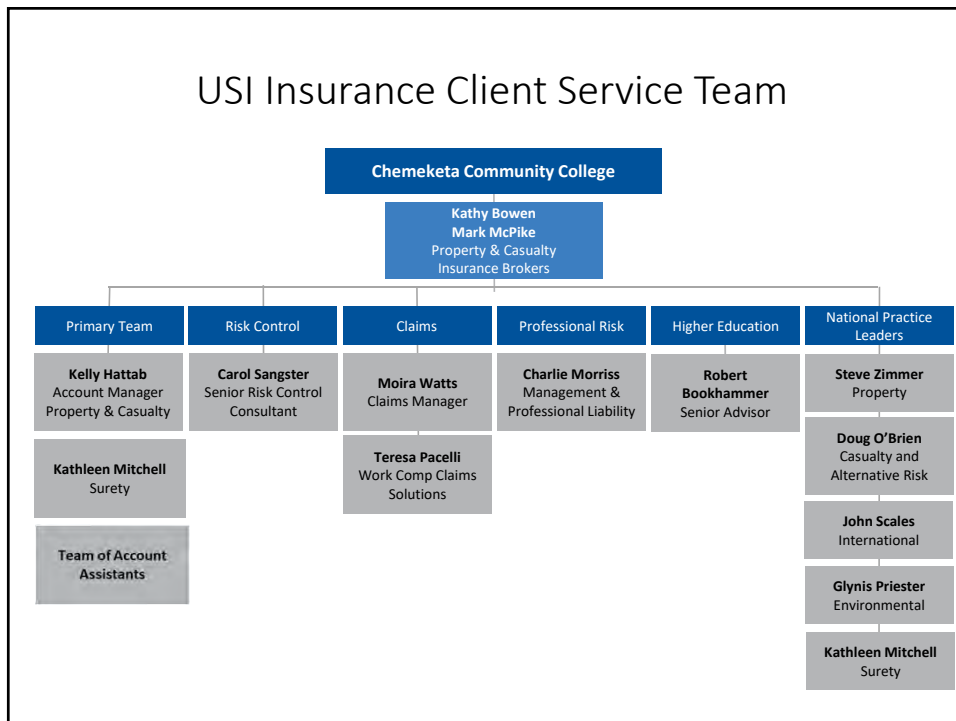 USI Insurance Client Service Team
Chemeketa Community College
Kathy Bowen
Mark McPike
Property & Casualty
Insurance Brokers
Primary Team
Kelly Hattab
Account Manager
Property & Casualty
Kathleen Mitchell
Surety
Team of Account
Assistants
Risk Control
Carol Sangster
Senior Risk Control
Consultant
Claims
Moira Watts
Claims Manager
Teresa Pacelli
Work Comp Claims
Solutions
Professional Risk
Charlie Morriss
Management &
Professional Liability
Higher Education
Robert
Bookhammer
Senior Advisor
National Practice
Leaders
Steve Zimmer
Property
Doug O’Brien
Casualty and
Alternative Risk
John Scales
International
Glynis Priester
Environmental
Kathleen Mitchell
Surety